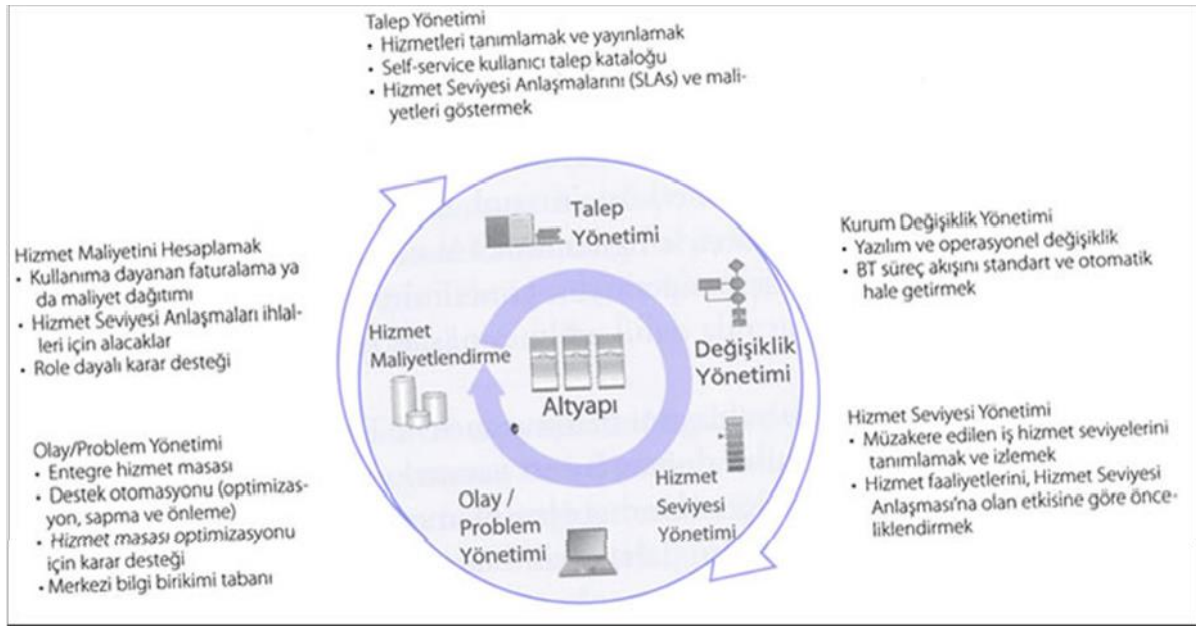 Talep Yönetimi
• Hizmetleri tanımlamak ve yayınlamak
• Self-service kullanıcı talep kataloğu
• Hizmet Seviyesi Anlaşmalarını (SLAs) ve mali-
yetleri göstermek
Talep
Yönetimi
Kurum Değişiklik Yönetimi
• Yazılım ve operasyonel değişiklik
• BT süreç akışını standart ve otomatik
hale getirmek
Hizmet Maliyetini Hesaplamak
• Kullanıma dayanan faturalama ya
da maliyet dağıtımı
• Hizmet Seviyesi Anlaşmaları ihlal-
leri için alacaklar
• Role dayalı karar desteği
Hizmet
Maliyetlendirme
Altyapı
Değişiklik
Yönetimi
Hizmet Seviyesi Yönetimi
• Müzakere edilen iş hizmet seviyelerini
tanımlamak ve izlemek
• Hizmet faaliyetlerini, Hizmet Seviyesi
Anlaşması'na olan etkisine göre önce-
liklendirmek
Olay/Problem Yönetimi
• Entegre hizmet masası
• Destek otomasyonu (optimizas-
yon, sapma ve önleme)
• Hizmet masası optimizasyonu
için karar desteği
• Merkezi bilgi birikimi tabanı
Olay /
Problem
Yönetimi
Hizmet
Seviyesi
Yönetimi